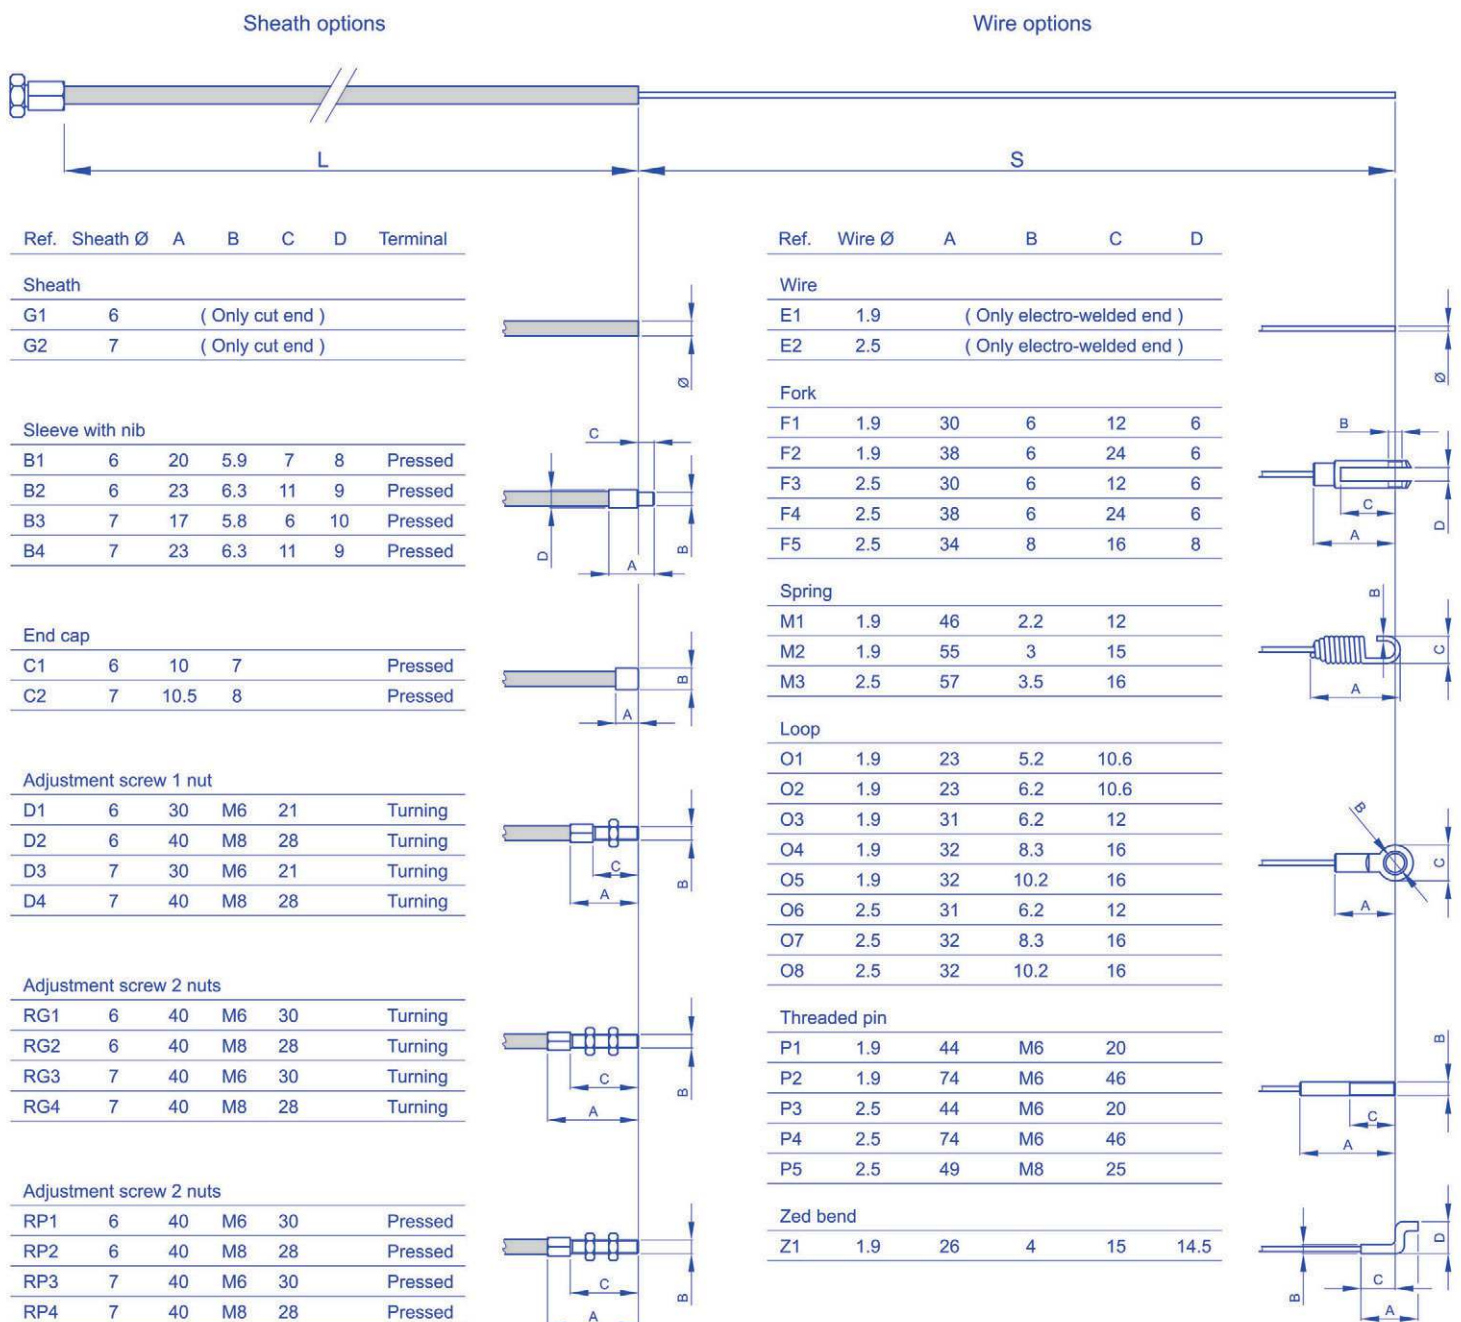 Sheath options
Wire options
L
S
Ref. Sheath Ø A B C D Terminal
Sheath
G1 6 ( Only cut end )
G2 7 ( Only cut end )
Ø
Sleeve with nib
B1 6 20 5.9 7 8 Pressed
B2 6 23 6.3 11 9 Pressed
B3 7 17 5.8 6 10 Pressed
B4 7 23 6.3 11 9 Pressed
C
D
A
B
End cap
C1 6 10 7 Pressed
C2 7 10.5 8 Pressed
B
A
Adjustment screw 1 nut
D1 6 30 M6 21 Turning
D2 6 40 M8 28 Turning
D3 7 30 M6 21 Turning
D4 7 40 M8 28 Turning
C
A
B
Adjustment screw 2 nuts
RG1 6 40 M6 30 Turning
RG2 6 40 M8 28 Turning
RG3 7 40 M6 30 Turning
RG4 7 40 M8 28 Turning
C
A
B
Adjustment screw 2 nuts
RP1 6 40 M6 30 Pressed
RP2 6 40 M8 28 Pressed
RP3 7 40 M6 30 Pressed
RP4 7 40 M8 28 Pressed
C
A
B
Ref. Wire Ø A B C D
Wire
E1 1.9 ( Only electro-welded end )
E2 2.5 ( Only electro-welded end )
Ø
Fork
F1 1.9 30 6 12 6
F2 1.9 38 6 24 6
F3 2.5 30 6 12 6
F4 2.5 38 6 24 6
F5 2.5 34 8 16 8
B
C
A
D
Spring
M1 1.9 46 2.2 12
M2 1.9 55 3 15
M3 2.5 57 3.5 16
B
C
A
Loop
O1 1.9 23 5.2 10.6
O2 1.9 23 6.2 10.6
O3 1.9 31 6.2 12
O4 1.9 32 8.3 16
O5 1.9 32 10.2 16
O6 2.5 31 6.2 12
O7 2.5 32 8.3 16
O8 2.5 32 10.2 16
B
C
A
Threaded pin
P1 1.9 44 M6 20
P2 1.9 74 M6 46
P3 2.5 44 M6 20
P4 2.5 74 M6 46
P5 2.5 49 M8 25
B
C
A
Zed bend
Z1 1.9 26 4 15 14.5
D
C
B
A